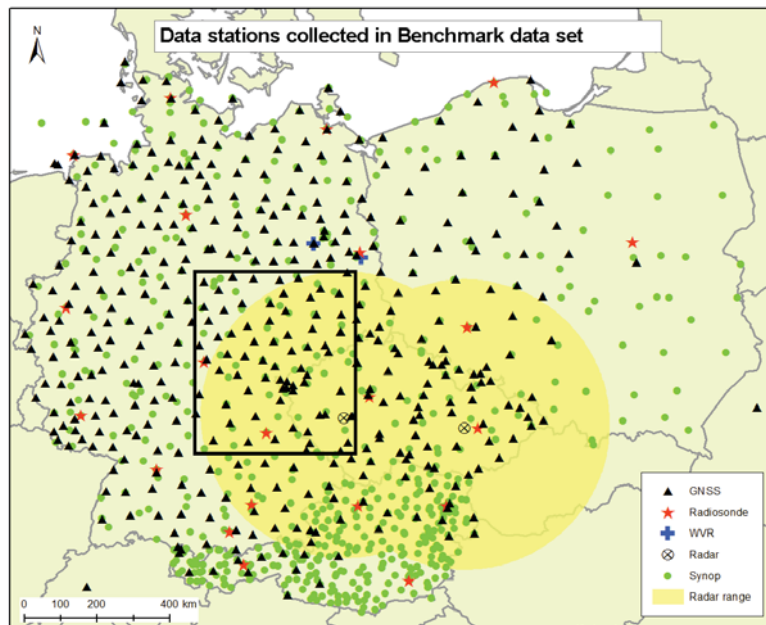 Data stations collected in Benchmark data set
N
GNSS
Radiosonde
WVR
Radar
Synop
Radar range
0 100 200 400 km